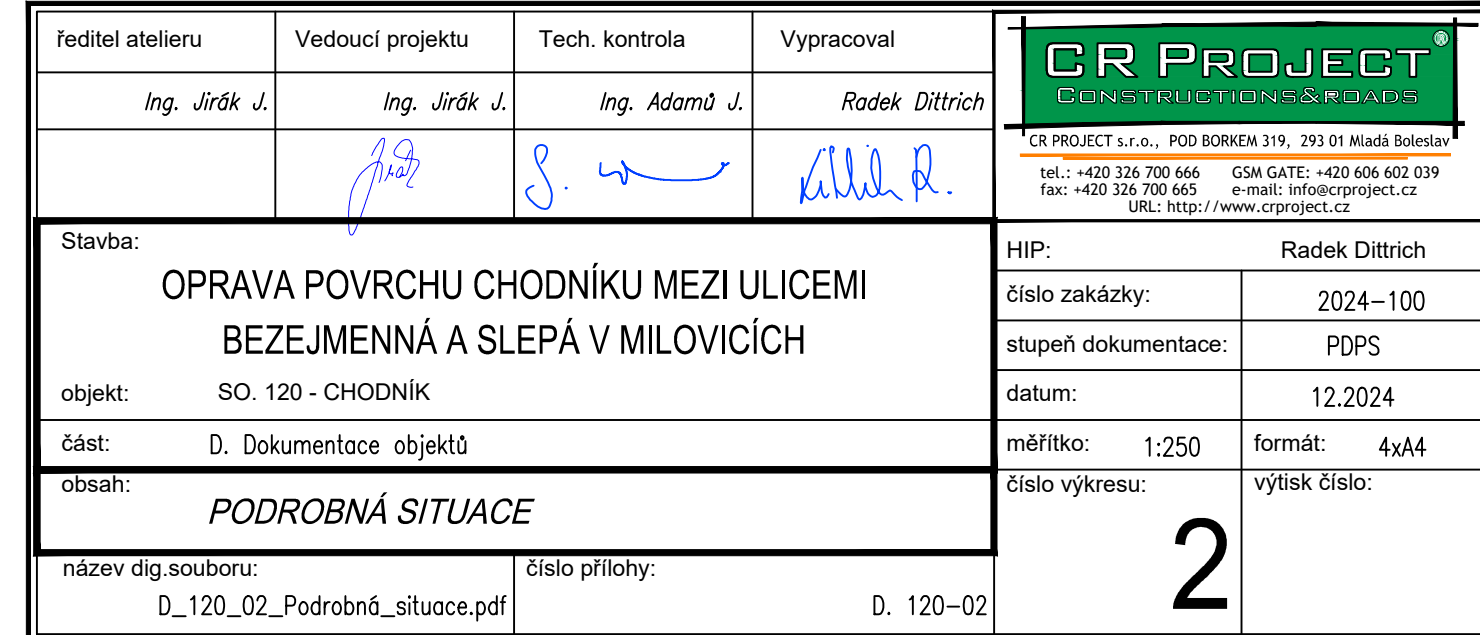 ředitel atelieru
Vedoucí projektu
Tech. kontrola
Vypracoval
Ing. Jirák J.
Ing. Jirák J.
Ing. Adamů J.
Radek Dittrich
CR PROJECT®
CONSTRUCTIONS&ROADS
CR PROJECT s.r.o., POD BORKEM 319, 293 01 Mladá Boleslav
tel.: +420 326 700 666 GSM GATE: +420 606 602 039
fax: +420 326 700 665 e-mail: info@crproject.cz
URL: http://www.crproject.cz
Stavba:
OPRAVA POVRCHU CHODNÍKU MEZI ULICEMI
BEZEJMENNÁ A SLEPÁ V MILOVICÍCH
objekt: SO. 120 - CHODNÍK
část: D. Dokumentace objektů
obsah:
PODROBNÁ SITUACE
název dig.souboru:
D_120_02_Podrobná_situace.pdf
číslo přílohy:
D. 120-02
HIP: Radek Dittrich
číslo zakázky: 2024-100
stupeň dokumentace: PDPS
datum: 12.2024
měřítko: 1:250
formát: 4xA4
číslo výkresu:
2
výtisk číslo: